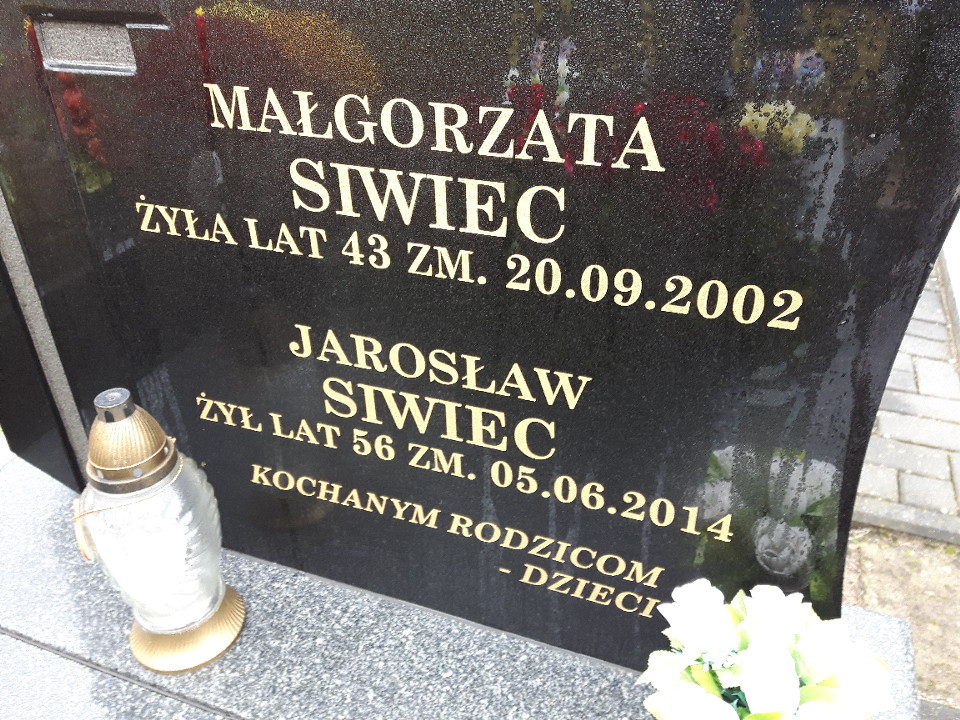 MAŁGORZATA
SIWIEC
ŻYŁA LAT 43 ZM. 20.09.2002
JAROSŁAW
SIWIEC
ŻYŁ LAT 56 ZM. 05.06.2014
KOCHANYM RODZICOM
- DZIECI